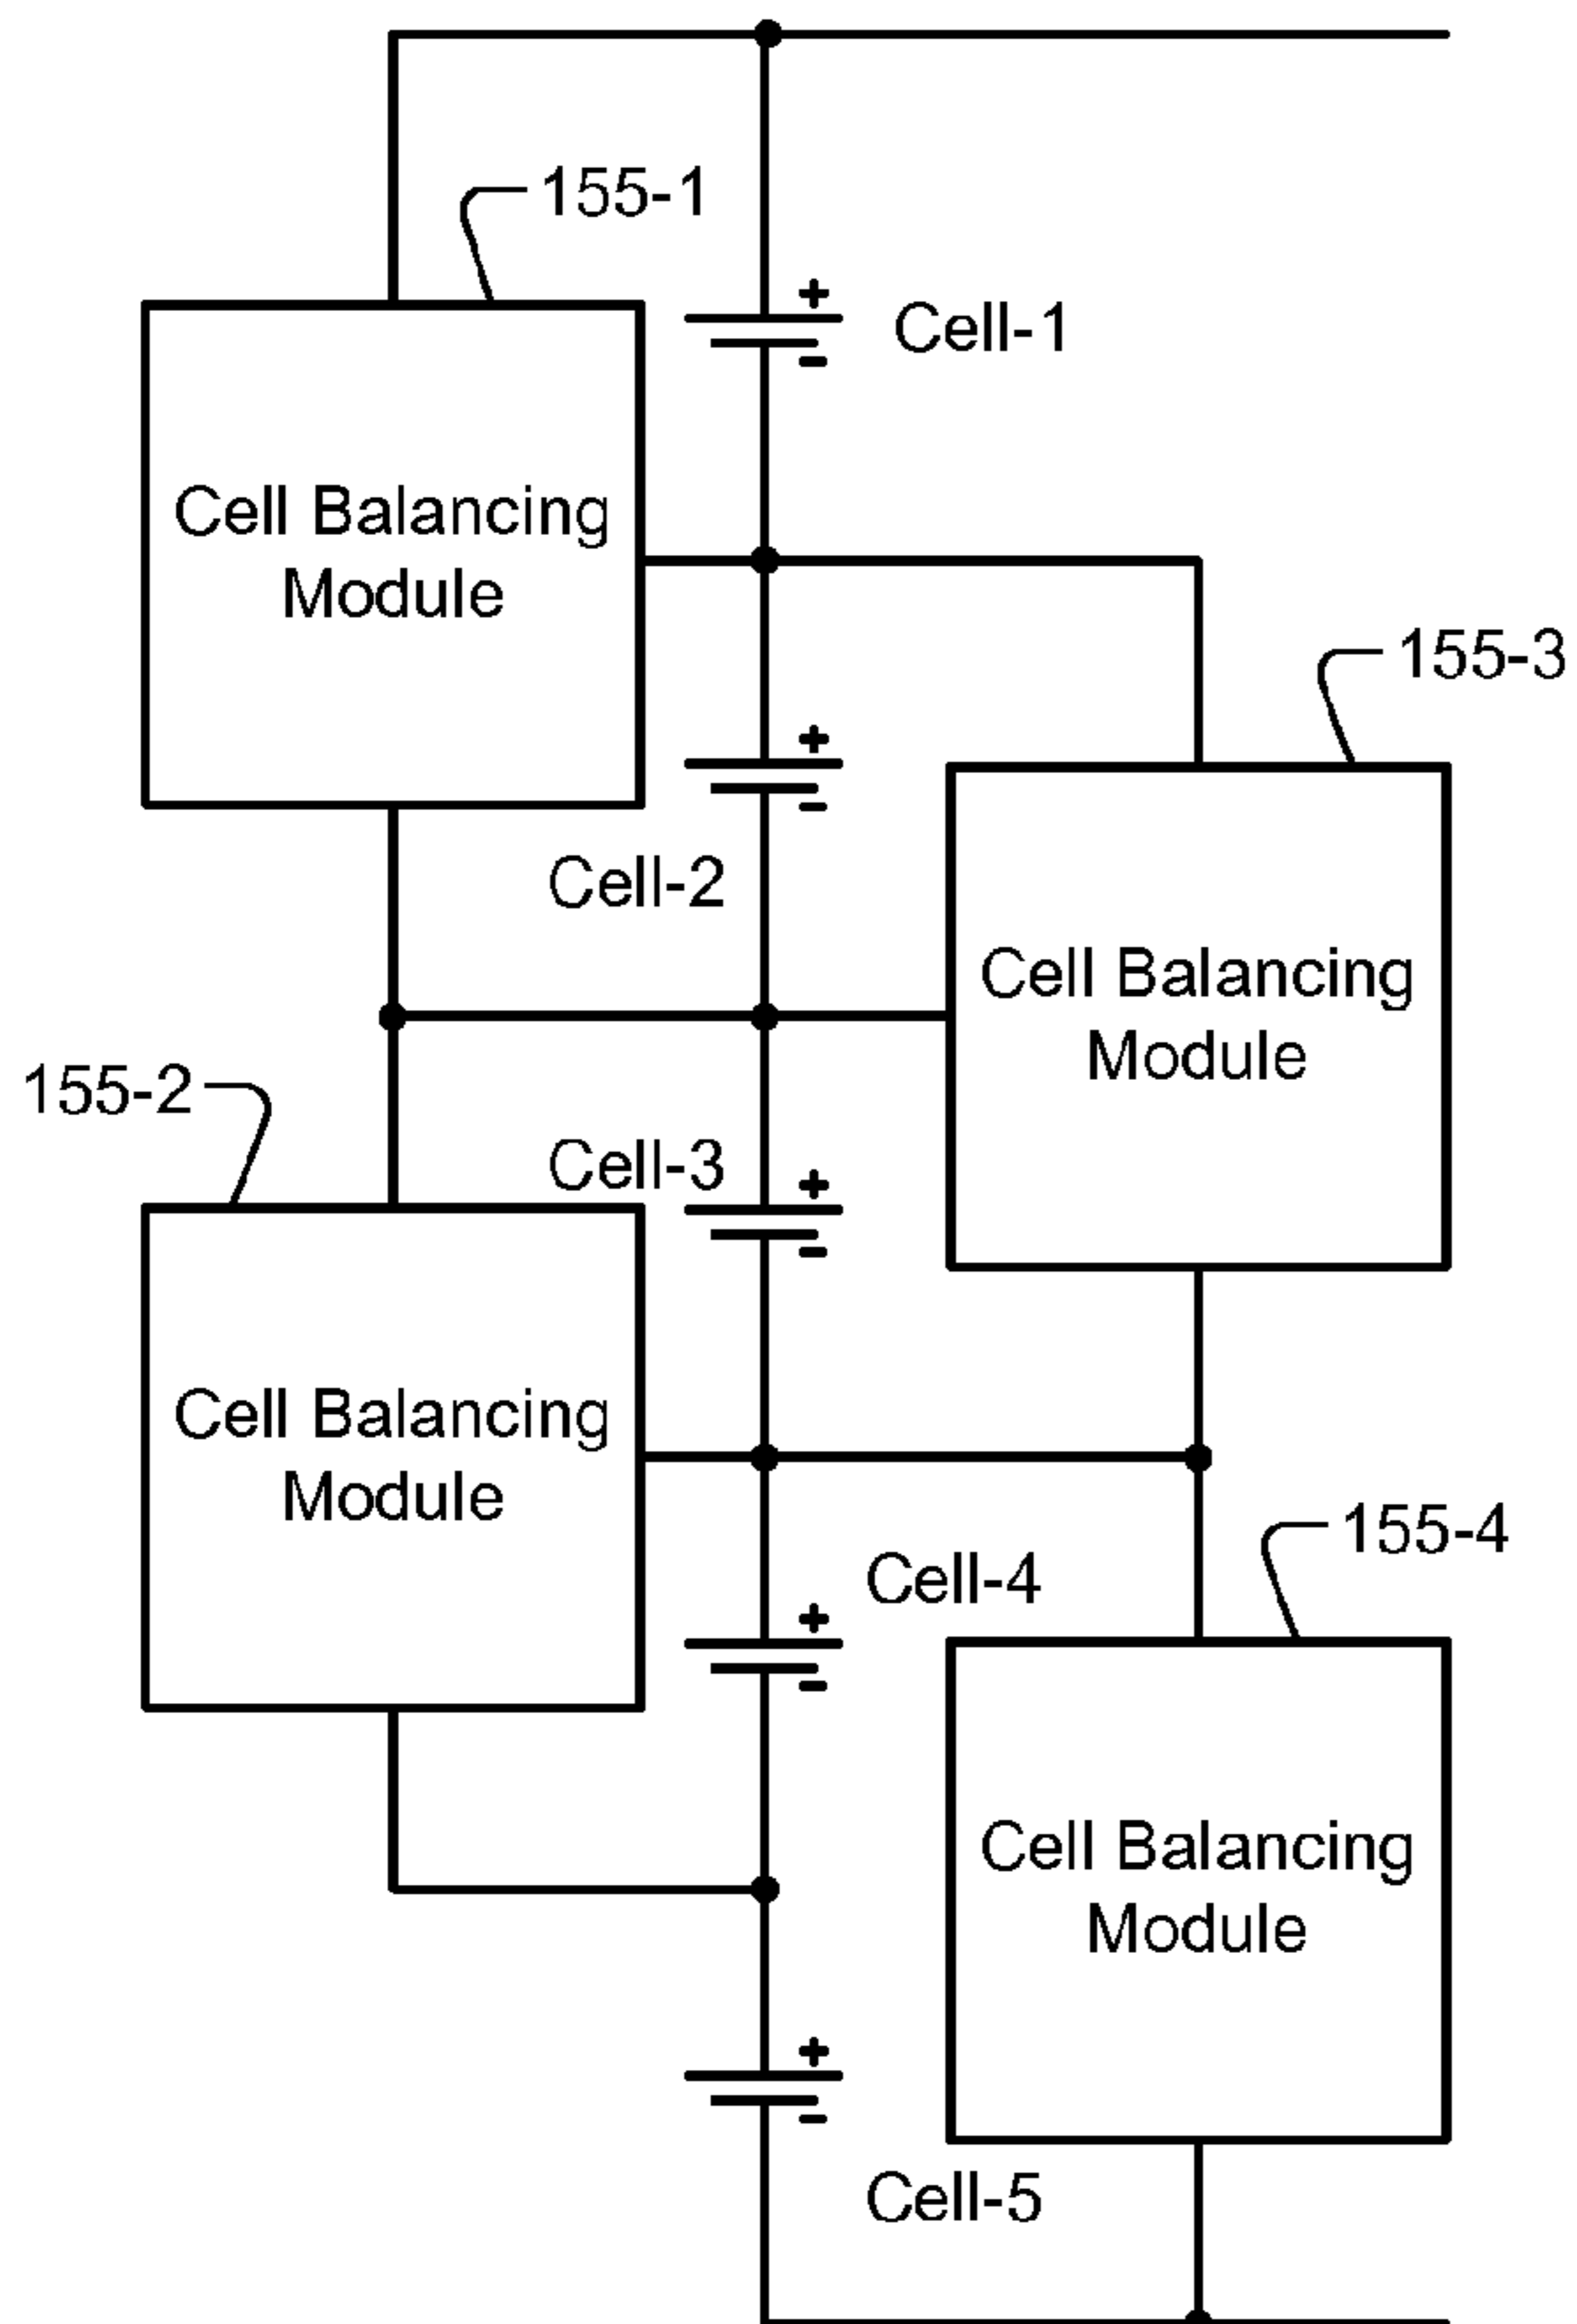 155-1
+
Cell-1
-
Cell Balancing
Module
155-3
+
-
Cell-2
Cell Balancing
Module
155-2
Cell-3
+
-
Cell Balancing
Module
155-4
Cell-4
+
-
Cell Balancing
Module
+
-
Cell-5